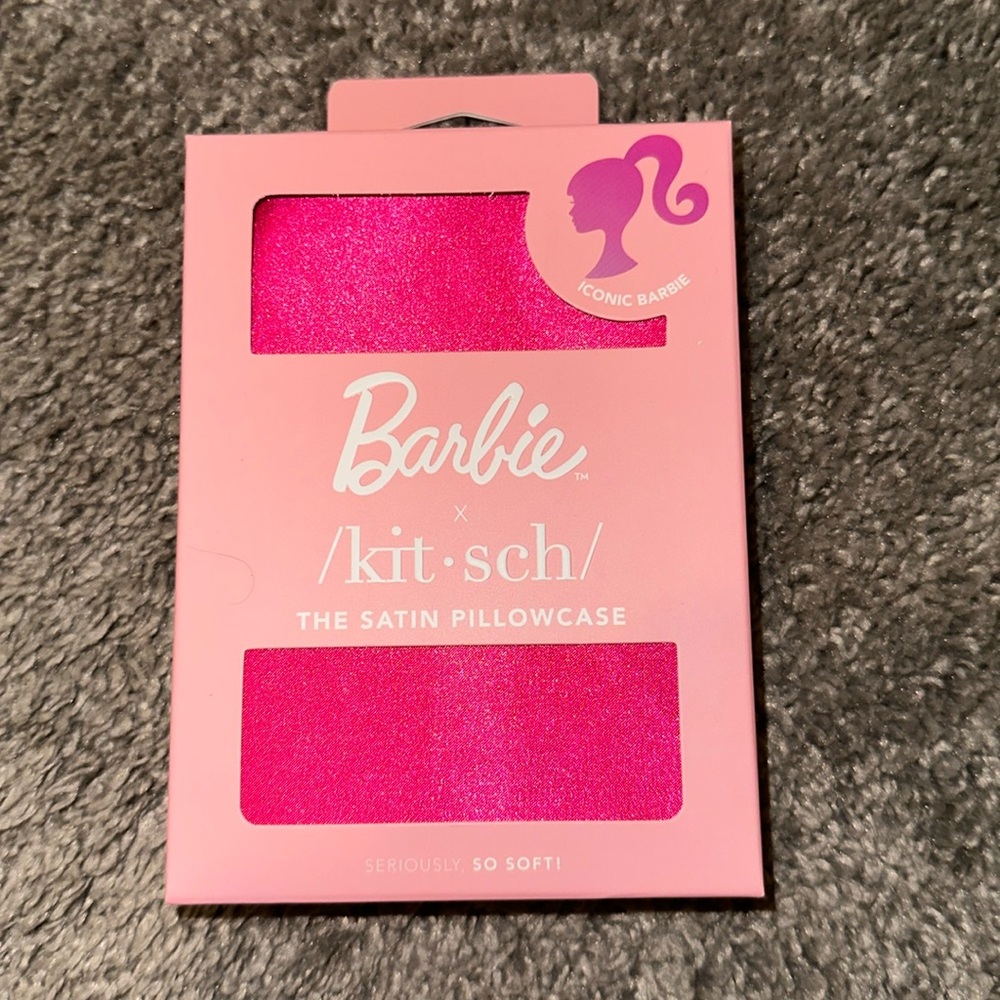 ICONIC BARBIE
Barbie™
x
/kit·sch/
THE SATIN PILLOWCASE
SERIOUSLY, SO SOFT!